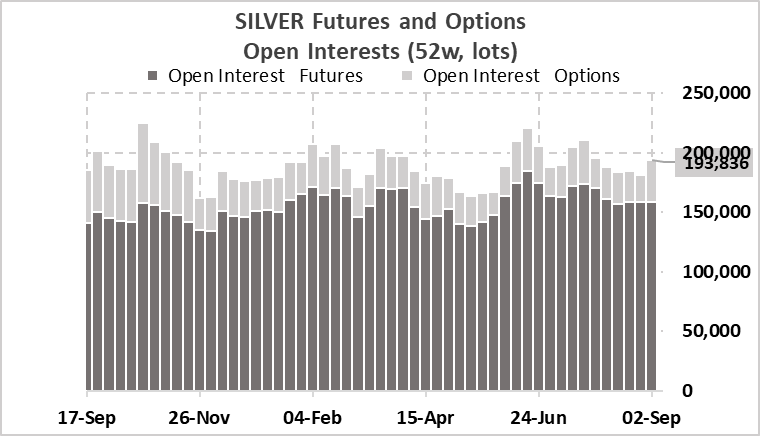 SILVER Futures and Options
Open Interests (52w, lots)
Open Interest Futures Open Interest Options
250,000
200,000
193,836
150,000
100,000
50,000
0
17-Sep 26-Nov 04-Feb 15-Apr 24-Jun 02-Sep